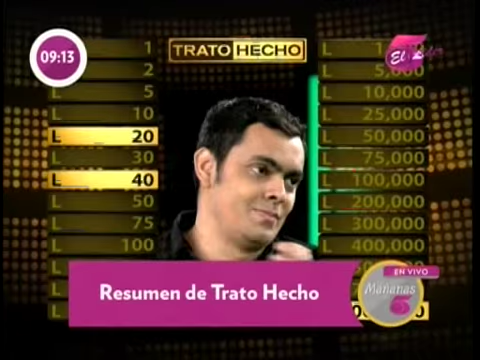 09:13
TRATO HECHO
L 1
L 2
L 5
L 10
L 20
L 30
L 40
L 50
L 75
L 100
L
L
L
L 5,000
L 10,000
L 25,000
L 50,000
L 75,000
L 100,000
L 200,000
L 300,000
L 400,000
Resumen de Trato Hecho
EN VIVO
Mañanas
5